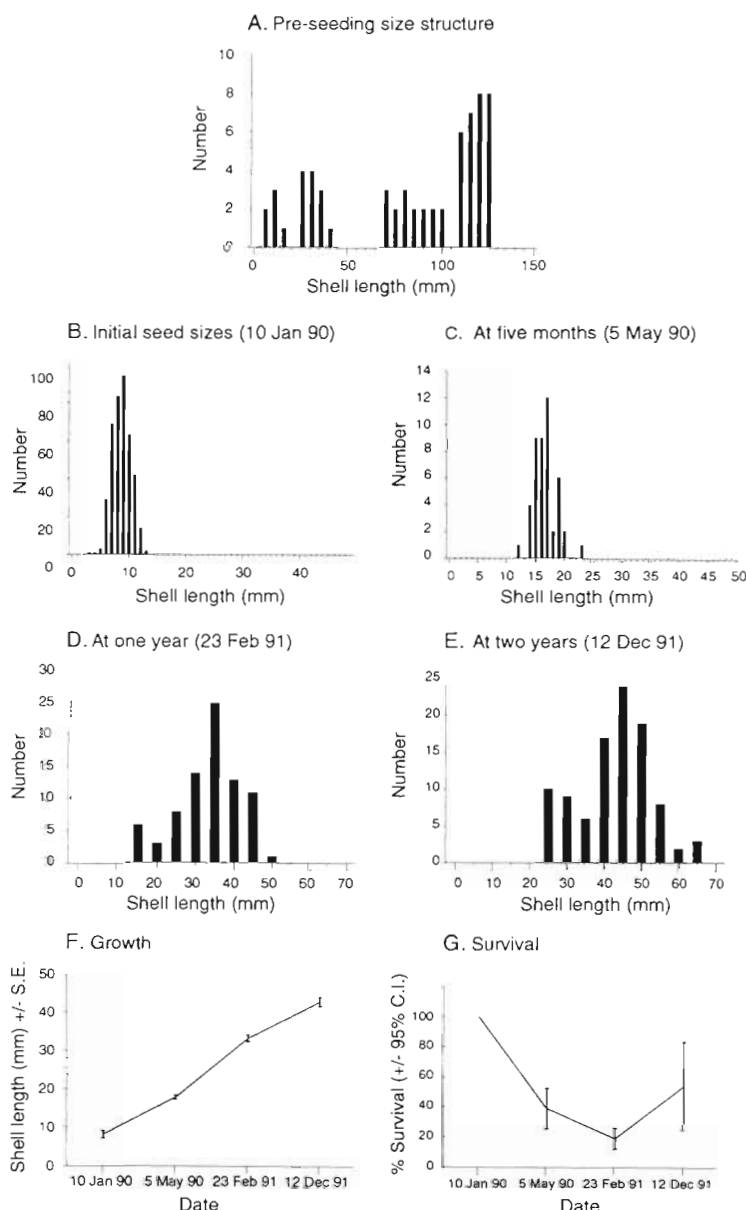 A. Pre-seeding size structure
10
8
6
4
2
0
Number
0 50 100 150
Shell length (mm)
B. Initial seed sizes (10 Jan 90)
100
80
60
40
20
0
Number
0 10 20 30 40
Shell length (mm)
C. At five months (5 May 90)
14
12
10
8
6
4
2
0
Number
0 5 10 15 20 25 30 35 40 45 50
Shell length (mm)
D. At one year (23 Feb 91)
30
25
20
15
10
5
0
Number
0 10 20 30 40 50 60 70
Shell length (mm)
E. At two years (12 Dec 91)
25
20
15
10
5
0
Number
0 10 20 30 40 50 60 70
Shell length (mm)
F. Growth
50
40
30
20
10
0
Shell length (mm) +/- S.E.
10 Jan 90 5 May 90 23 Feb 91 12 Dec 91
Date
G. Survival
100
80
60
40
20
0
% Survival (+/- 95% C.I.)
10 Jan 90 5 May 90 23 Feb 91 12 Dec 91
Date